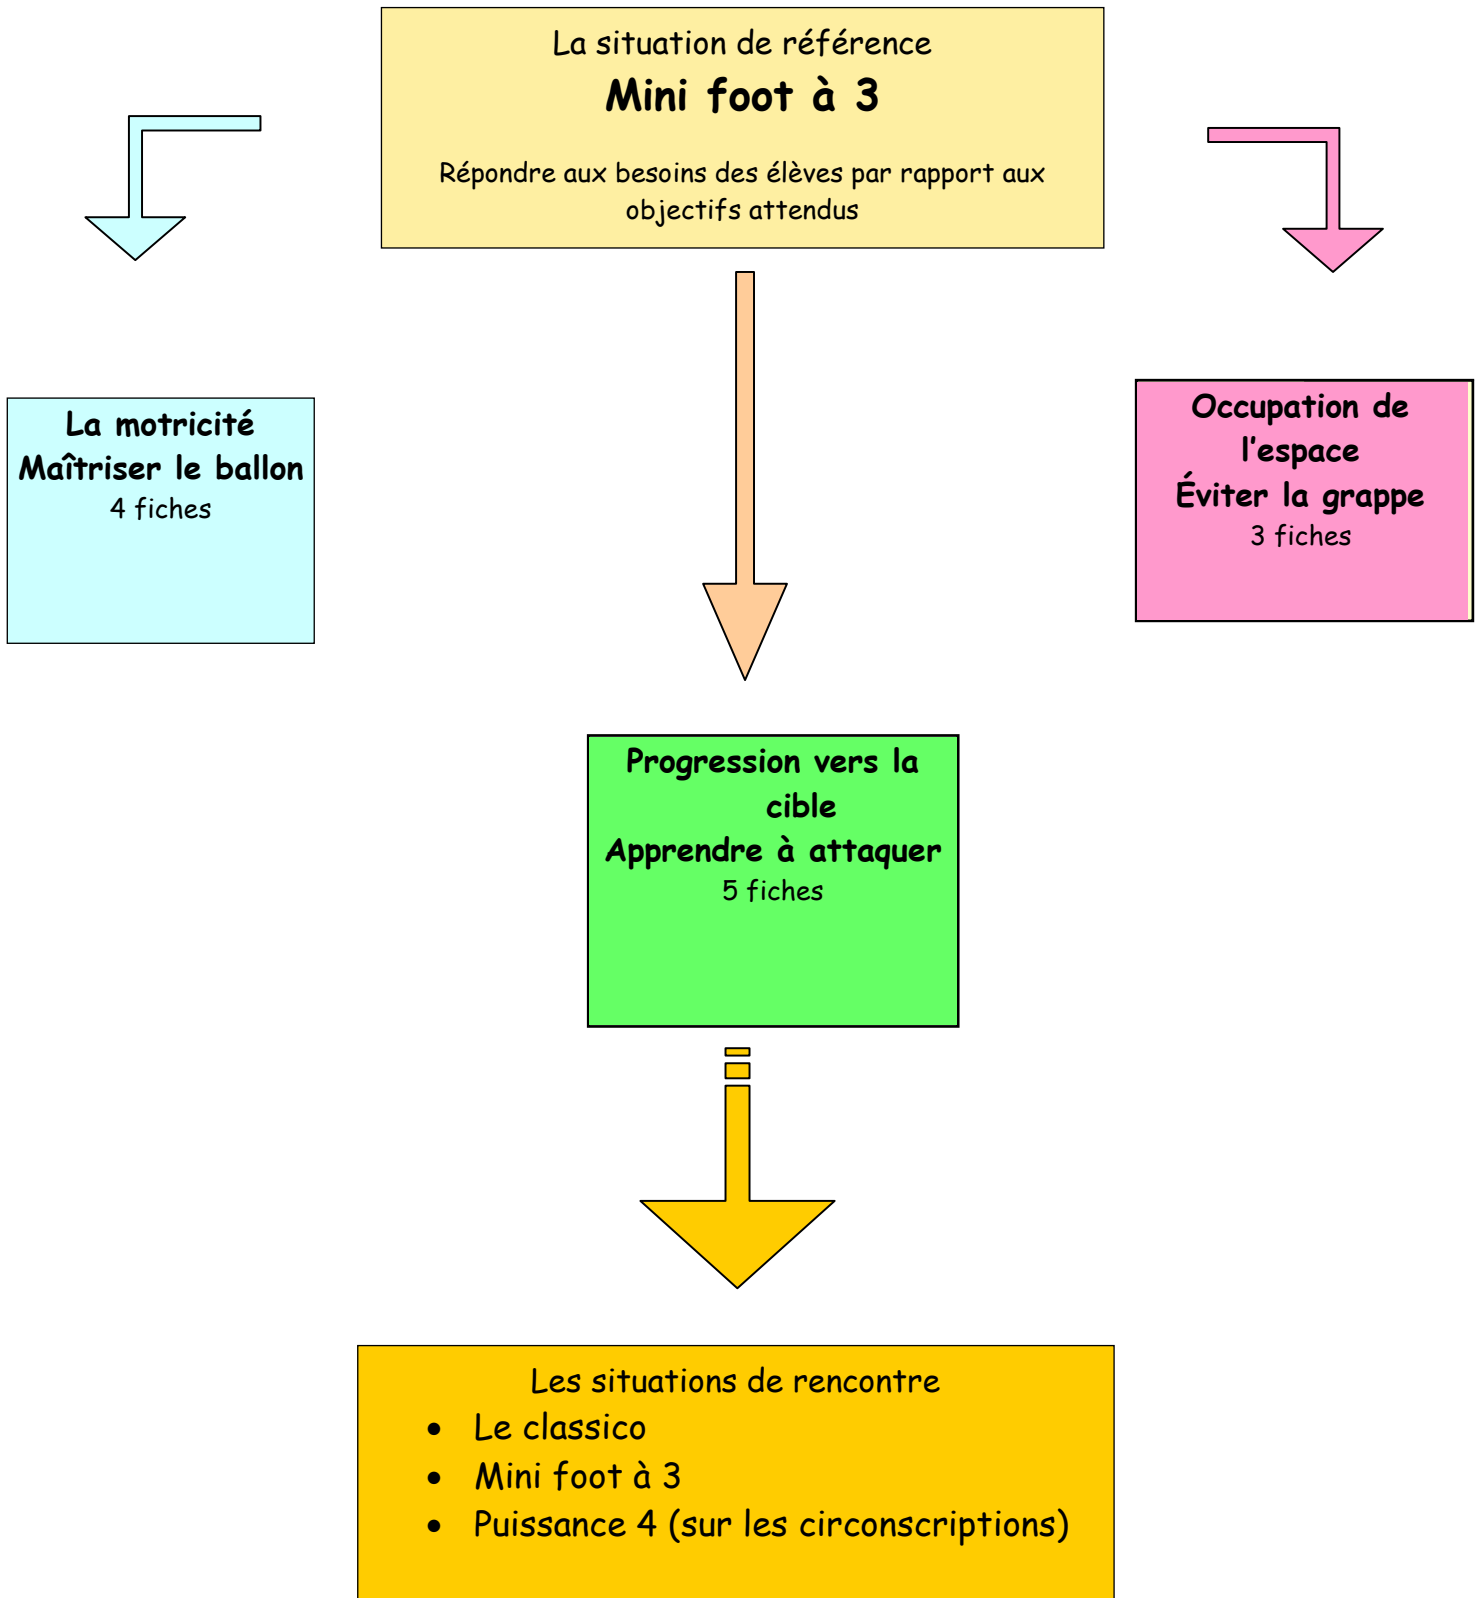 La situation de référence
Mini foot à 3
Répondre aux besoins des élèves par rapport aux
objectifs attendus
La motricité
Maîtriser le ballon
4 fiches
Occupation de
l'espace
Éviter la grappe
3 fiches
Progression vers la
cible
Apprendre à attaquer
5 fiches
Les situations de rencontre
• Le classico
• Mini foot à 3
• Puissance 4 (sur les circonscriptions)